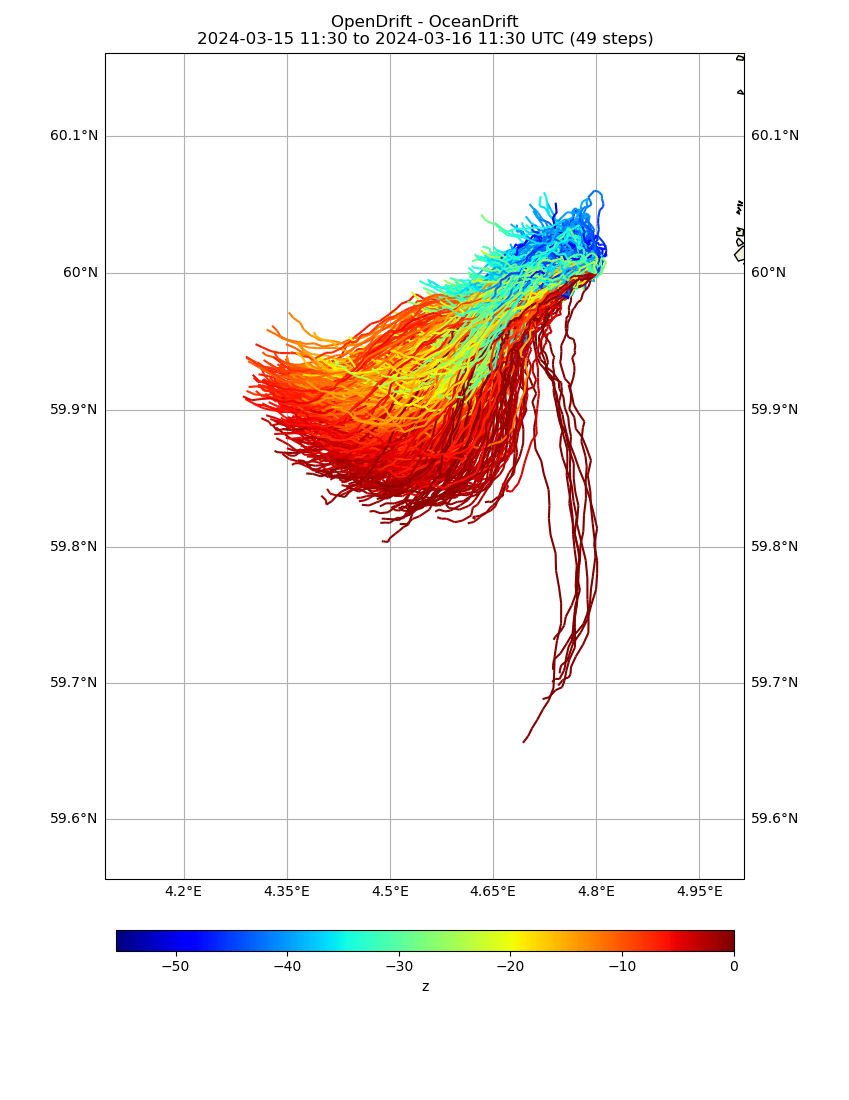 OpenDrift - OceanDrift
2024-03-15 11:30 to 2024-03-16 11:30 UTC (49 steps)
60.1°N 60.1°N
60°N 60°N
59.9°N 59.9°N
59.8°N 59.8°N
59.7°N 59.7°N
59.6°N 59.6°N
4.2°E 4.35°E 4.5°E 4.65°E 4.8°E 4.95°E
−50 −40 −30 −20 −10 0
z